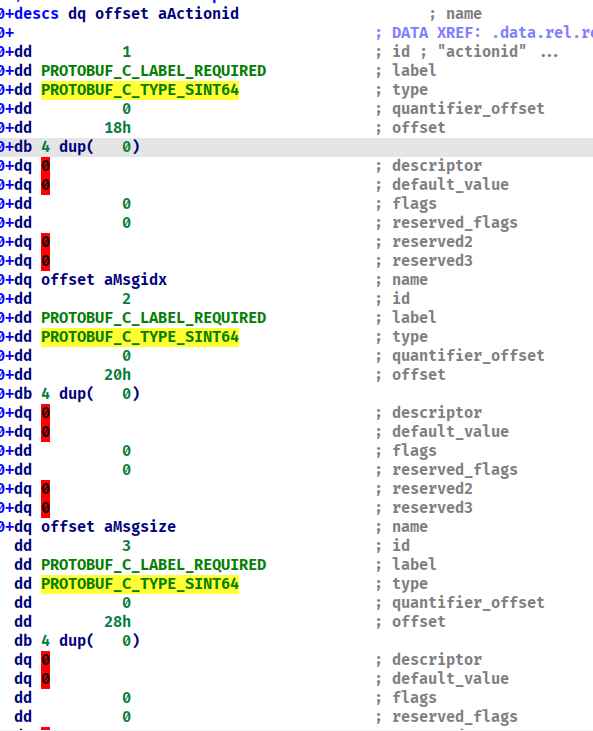 0+descs dq offset aActionid ; name
0+ ; DATA XREF: .data.rel.r
0+dd 1 ; id ; "actionid" ...
0+dd PROTOBUF_C_LABEL_REQUIRED ; label
0+dd PROTOBUF_C_TYPE_SINT64 ; type
0+dd 0 ; quantifier_offset
0+dd 18h ; offset
0+db 4 dup( 0)
0+dq 0 ; descriptor
0+dq 0 ; default_value
0+dd 0 ; flags
0+dd 0 ; reserved_flags
0+dq 0 ; reserved2
0+dq 0 ; reserved3
0+dq offset aMsgidx ; name
0+dd 2 ; id
0+dd PROTOBUF_C_LABEL_REQUIRED ; label
0+dd PROTOBUF_C_TYPE_SINT64 ; type
0+dd 0 ; quantifier_offset
0+dd 20h ; offset
0+db 4 dup( 0)
0+dq 0 ; descriptor
0+dq 0 ; default_value
0+dd 0 ; flags
0+dd 0 ; reserved_flags
0+dq 0 ; reserved2
0+dq 0 ; reserved3
0+dq offset aMsgsize ; name
dd 3 ; id
dd PROTOBUF_C_LABEL_REQUIRED ; label
dd PROTOBUF_C_TYPE_SINT64 ; type
dd 0 ; quantifier_offset
dd 28h ; offset
db 4 dup( 0)
dq 0 ; descriptor
dq 0 ; default_value
dd 0 ; flags
dd 0 ; reserved_flags